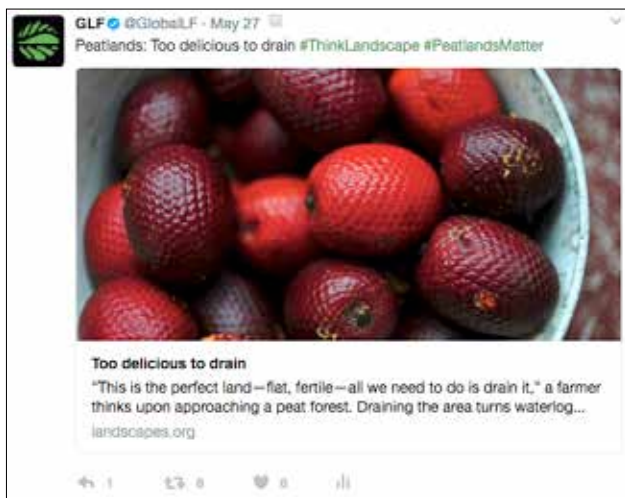 GLF @GlobalLF · May 27
Peatlands: Too delicious to drain #ThinkLandscape #PeatlandsMatter
Too delicious to drain
"This is the perfect land—flat, fertile—all we need to do is drain it," a farmer
thinks upon approaching a peat forest. Draining the area turns waterlog...
landscapes.org
1 8 6